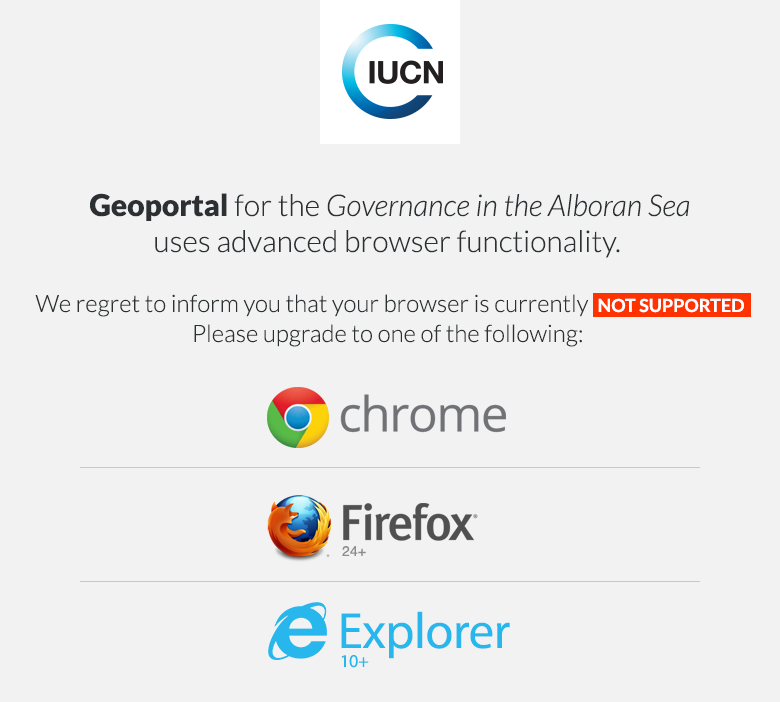 IUCN
Geoportal for the Governance in the Alboran Sea
uses advanced browser functionality.
We regret to inform you that your browser is currently NOT SUPPORTED
Please upgrade to one of the following:
chrome
Firefox®
24+
Explorer
10+